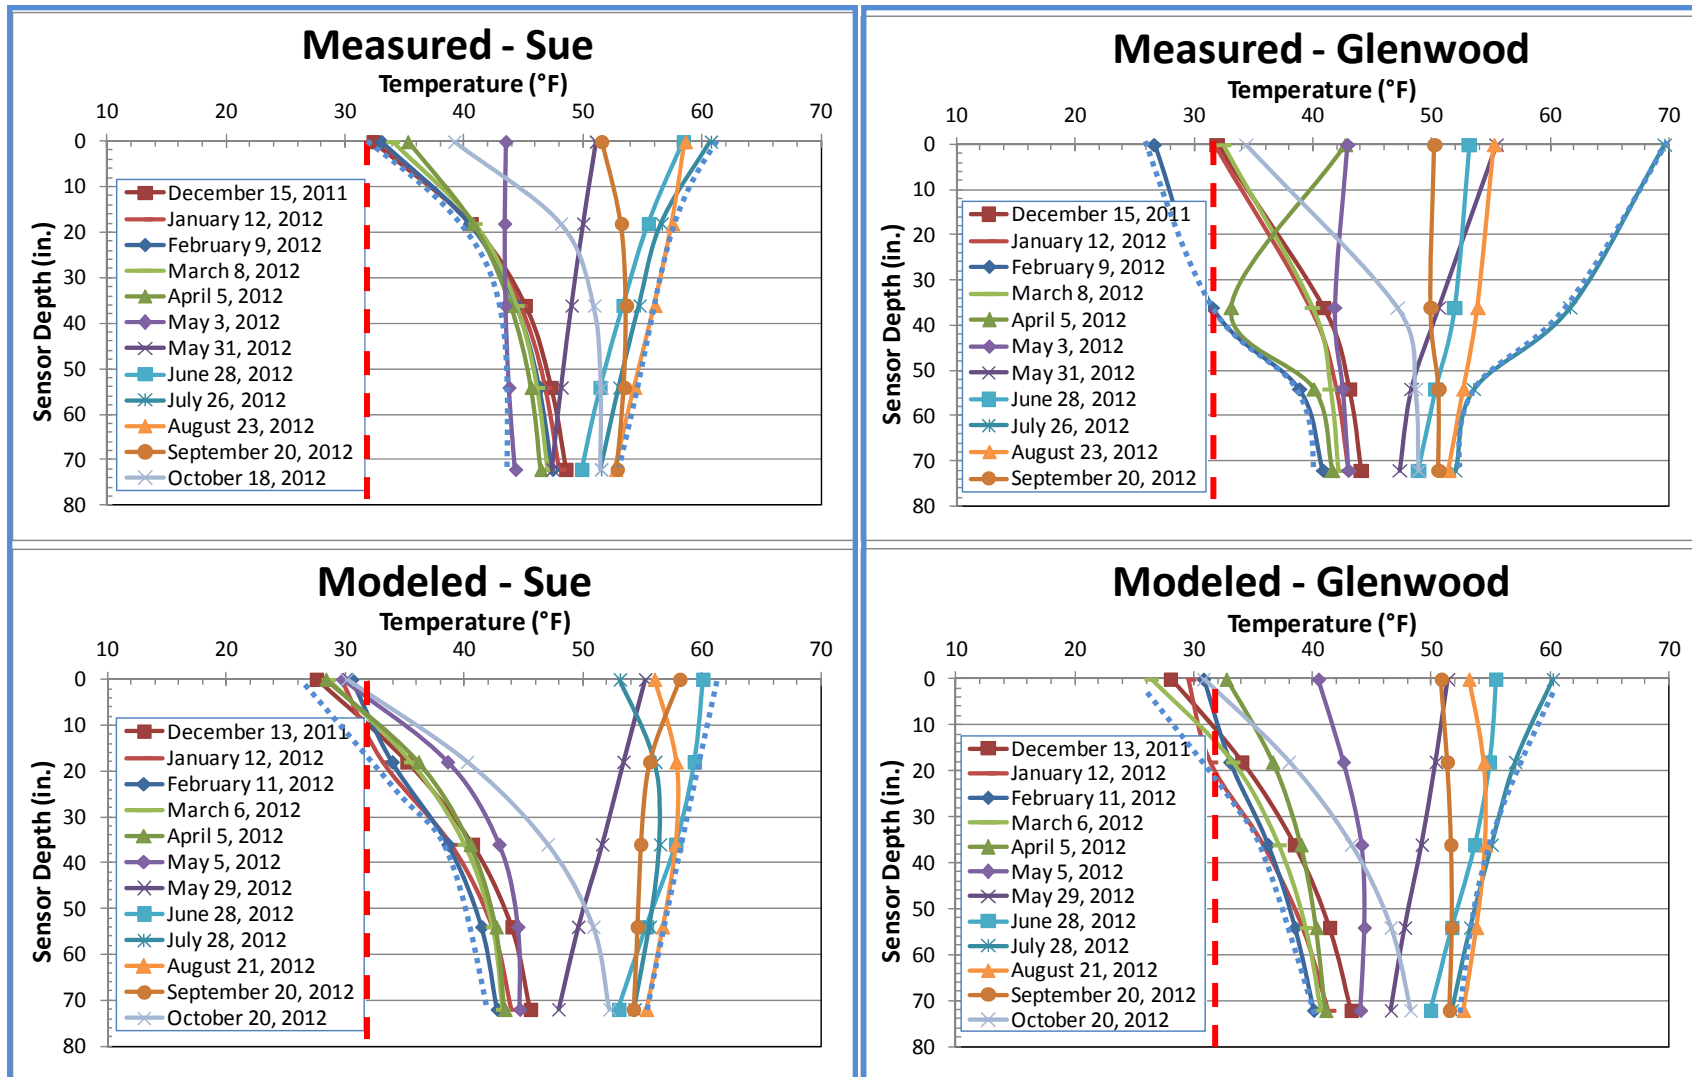 Measured - Sue
Temperature (°F)
10 20 30 40 50 60 70
Sensor Depth (in.)
0
10
20
30
40
50
60
70
80
December 15, 2011
January 12, 2012
February 9, 2012
March 8, 2012
April 5, 2012
May 3, 2012
May 31, 2012
June 28, 2012
July 26, 2012
August 23, 2012
September 20, 2012
October 18, 2012
Measured - Glenwood
Temperature (°F)
10 20 30 40 50 60 70
Sensor Depth (in.)
0
10
20
30
40
50
60
70
80
December 15, 2011
January 12, 2012
February 9, 2012
March 8, 2012
April 5, 2012
May 3, 2012
May 31, 2012
June 28, 2012
July 26, 2012
August 23, 2012
September 20, 2012
Modeled - Sue
Temperature (°F)
10 20 30 40 50 60 70
Sensor Depth (in.)
0
10
20
30
40
50
60
70
80
December 13, 2011
January 12, 2012
February 11, 2012
March 6, 2012
April 5, 2012
May 5, 2012
May 29, 2012
June 28, 2012
July 28, 2012
August 21, 2012
September 20, 2012
October 20, 2012
Modeled - Glenwood
Temperature (°F)
10 20 30 40 50 60 70
Sensor Depth (in.)
0
10
20
30
40
50
60
70
80
December 13, 2011
January 12, 2012
February 11, 2012
March 6, 2012
April 5, 2012
May 5, 2012
May 29, 2012
June 28, 2012
July 28, 2012
August 21, 2012
September 20, 2012
October 20, 2012